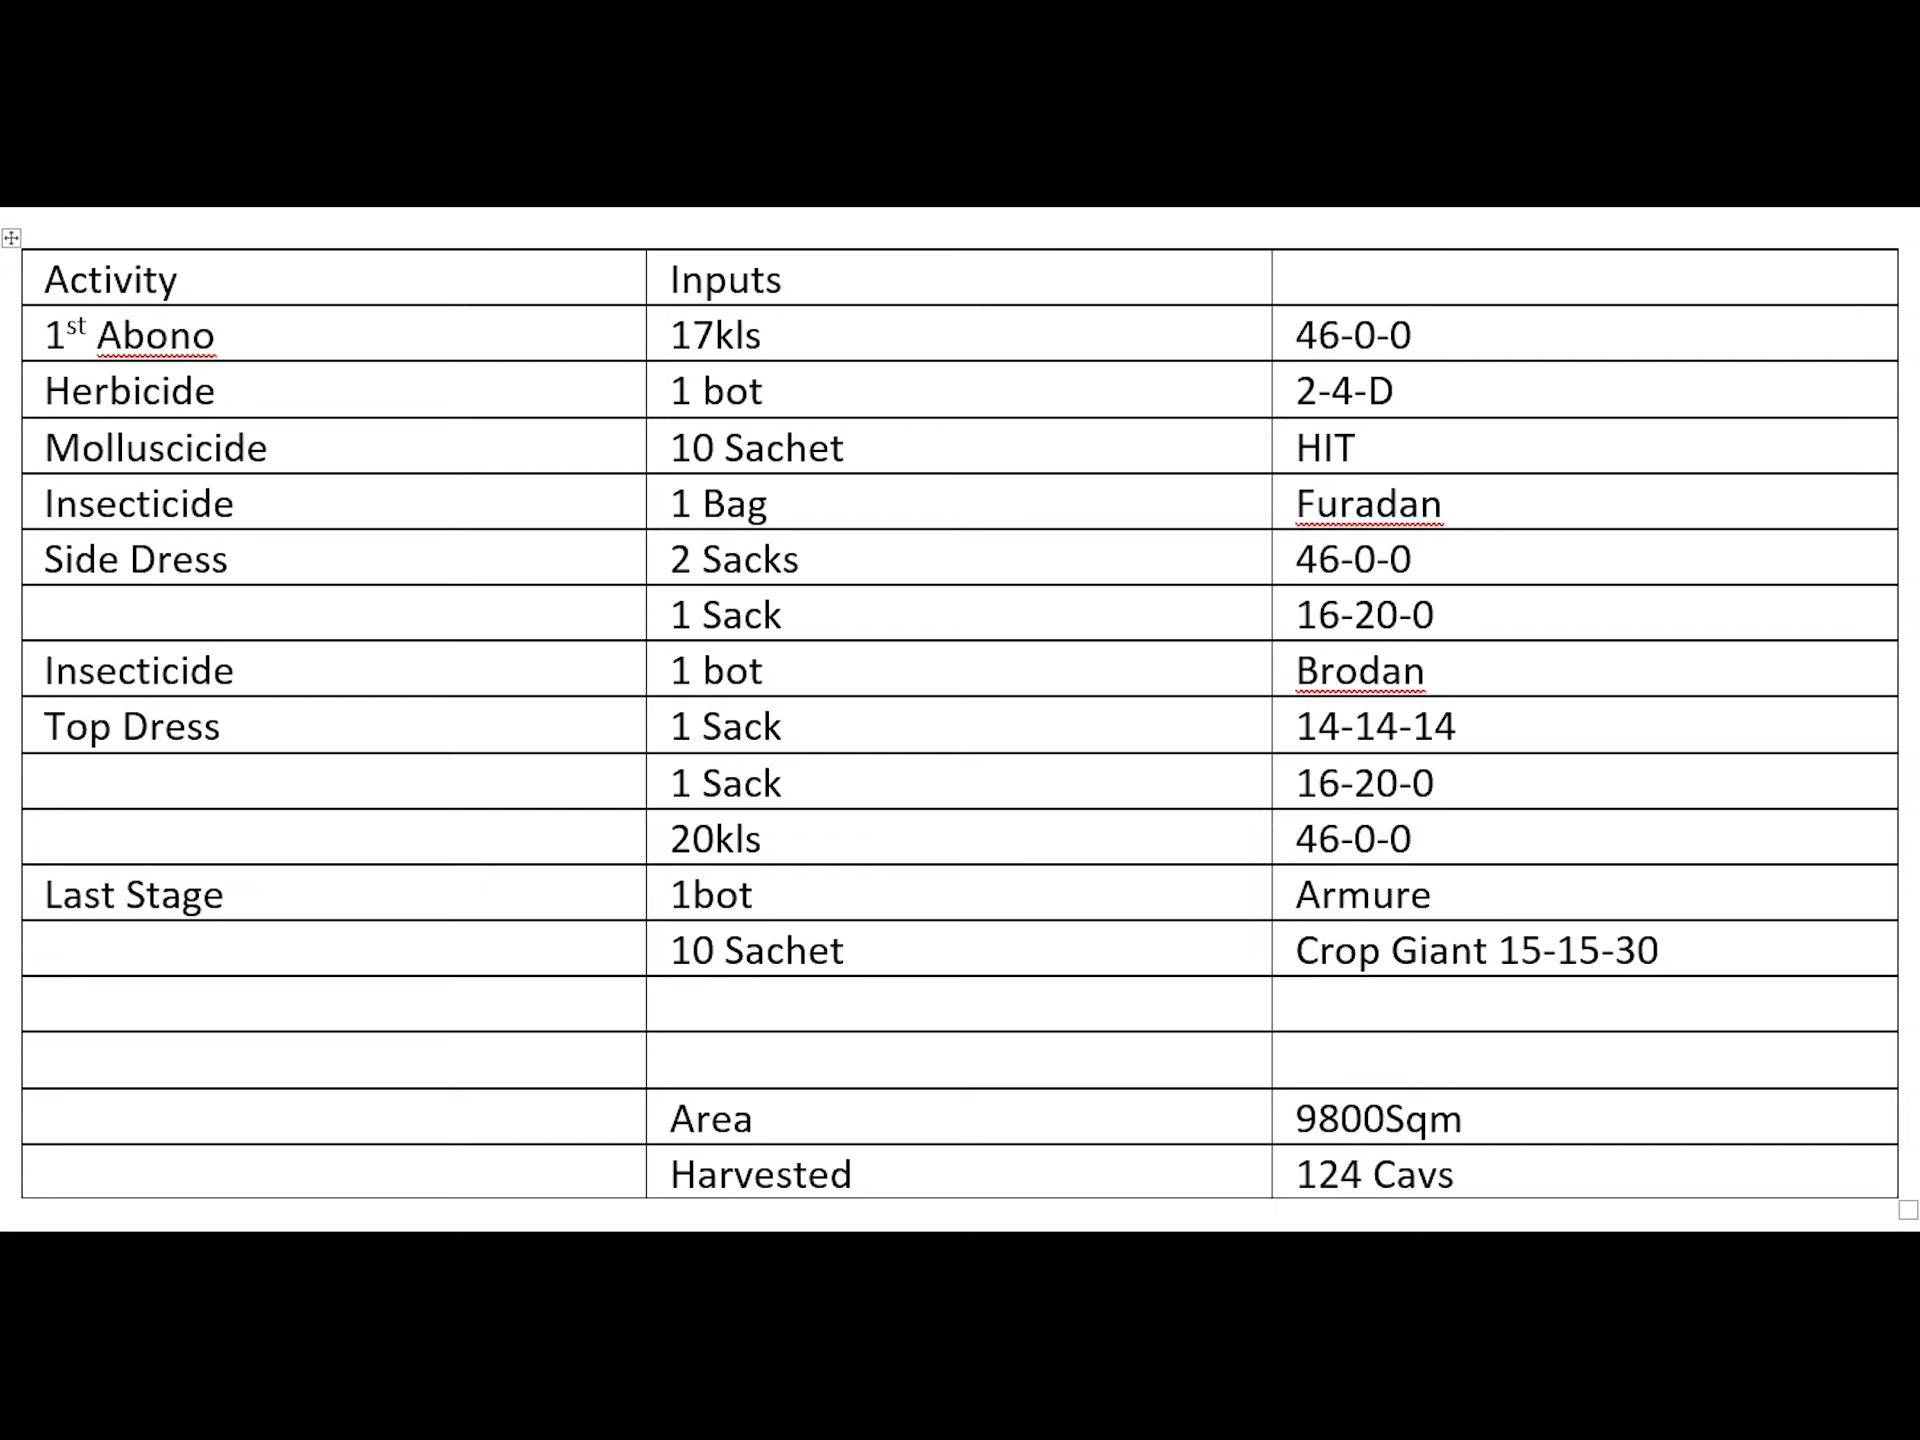 Activity Inputs
1st Abono 17kls 46-0-0
Herbicide 1 bot 2-4-D
Molluscicide 10 Sachet HIT
Insecticide 1 Bag Furadan
Side Dress 2 Sacks 46-0-0
1 Sack 16-20-0
Insecticide 1 bot Brodan
Top Dress 1 Sack 14-14-14
1 Sack 16-20-0
20kls 46-0-0
Last Stage 1bot Armure
10 Sachet Crop Giant 15-15-30
Area 9800Sqm
Harvested 124 Cavs